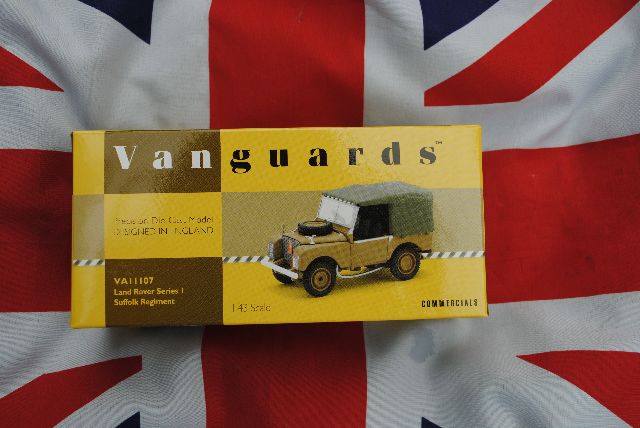 Vanguards™
Precision Die Cast Model
DESIGNED IN ENGLAND
VA11107
Land Rover Series 1
Suffolk Regiment
1:43 Scale
COMMERCIALS